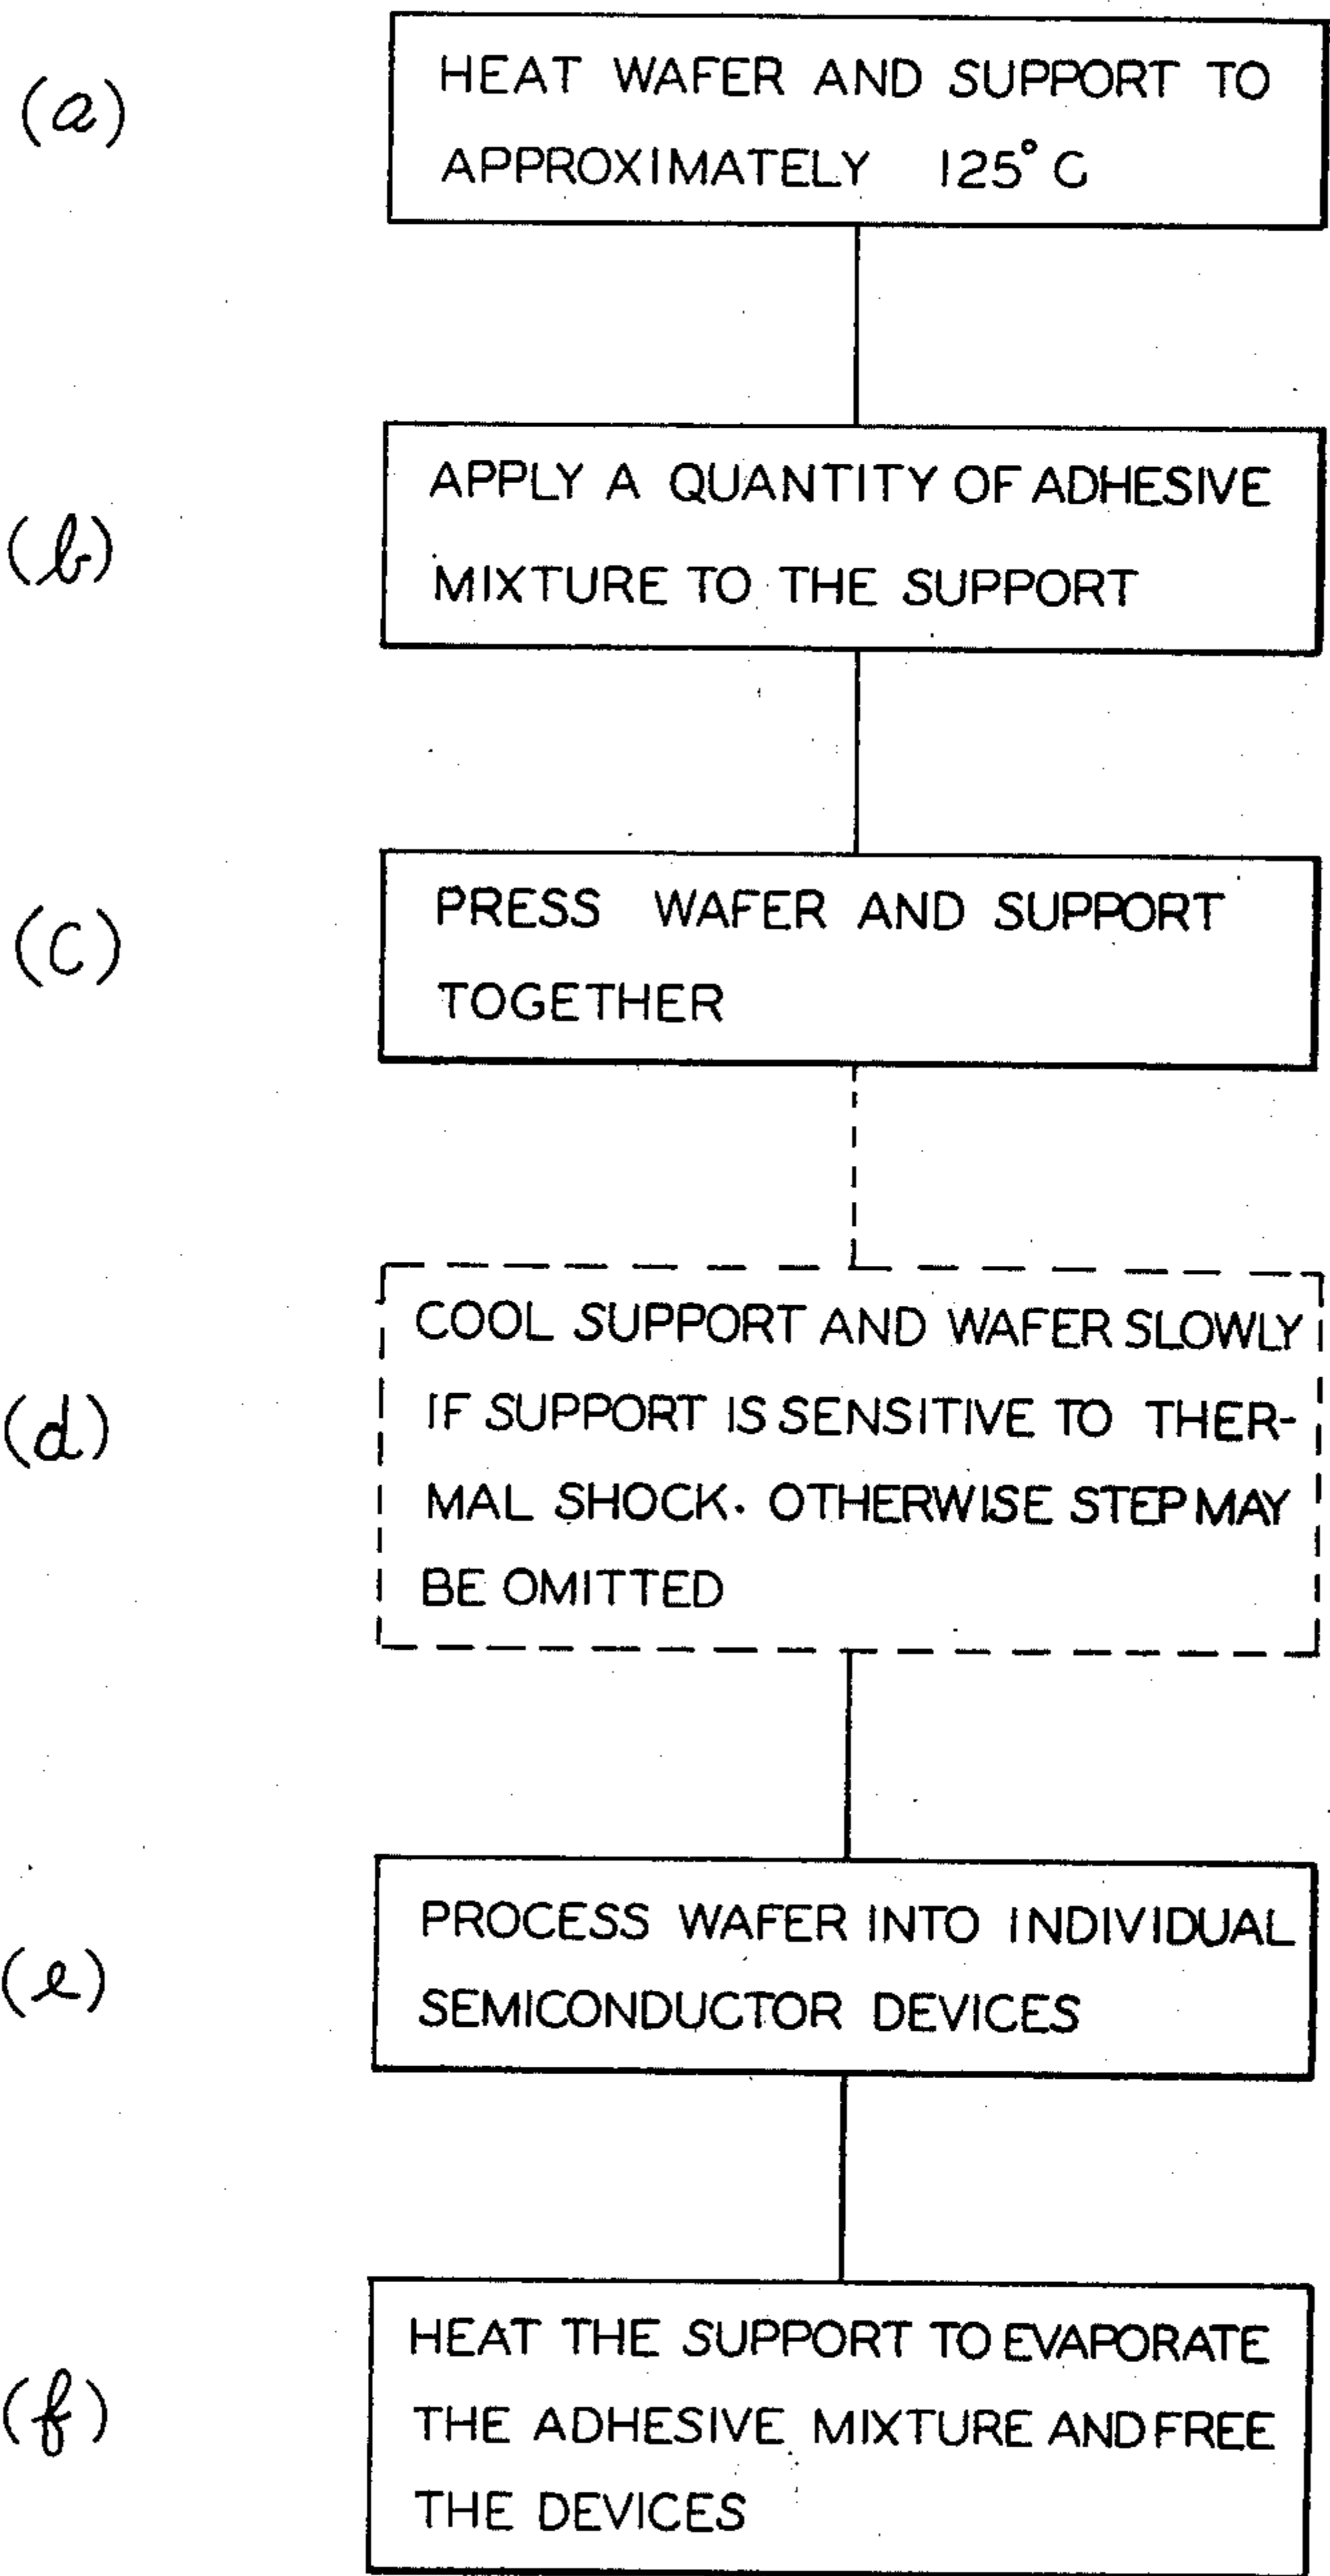 (a)
HEAT WAFER AND SUPPORT TO
APPROXIMATELY 125° C
(b)
APPLY A QUANTITY OF ADHESIVE
MIXTURE TO THE SUPPORT
(c)
PRESS WAFER AND SUPPORT
TOGETHER
(d)
COOL SUPPORT AND WAFER SLOWLY
IF SUPPORT IS SENSITIVE TO THER-
MAL SHOCK. OTHERWISE STEP MAY
BE OMITTED
(e)
PROCESS WAFER INTO INDIVIDUAL
SEMICONDUCTOR DEVICES
(f)
HEAT THE SUPPORT TO EVAPORATE
THE ADHESIVE MIXTURE AND FREE
THE DEVICES